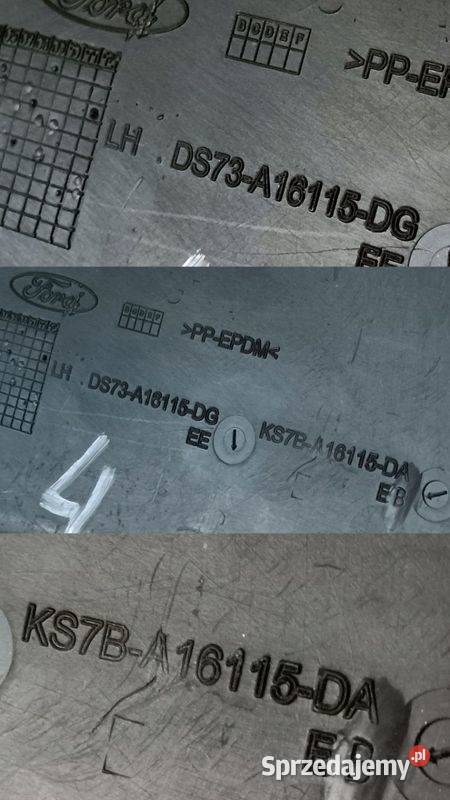 Ford
D C D E F
>PP-EP
LH DS73-A16115-DG
EE
Ford
D C D E F
>PP-EPDM<
LH DS73-A16115-DG
EE
KS7B-A16115-DA
E B
4
KS7B-A16115-DA
E B
Sprzedajemy.pl